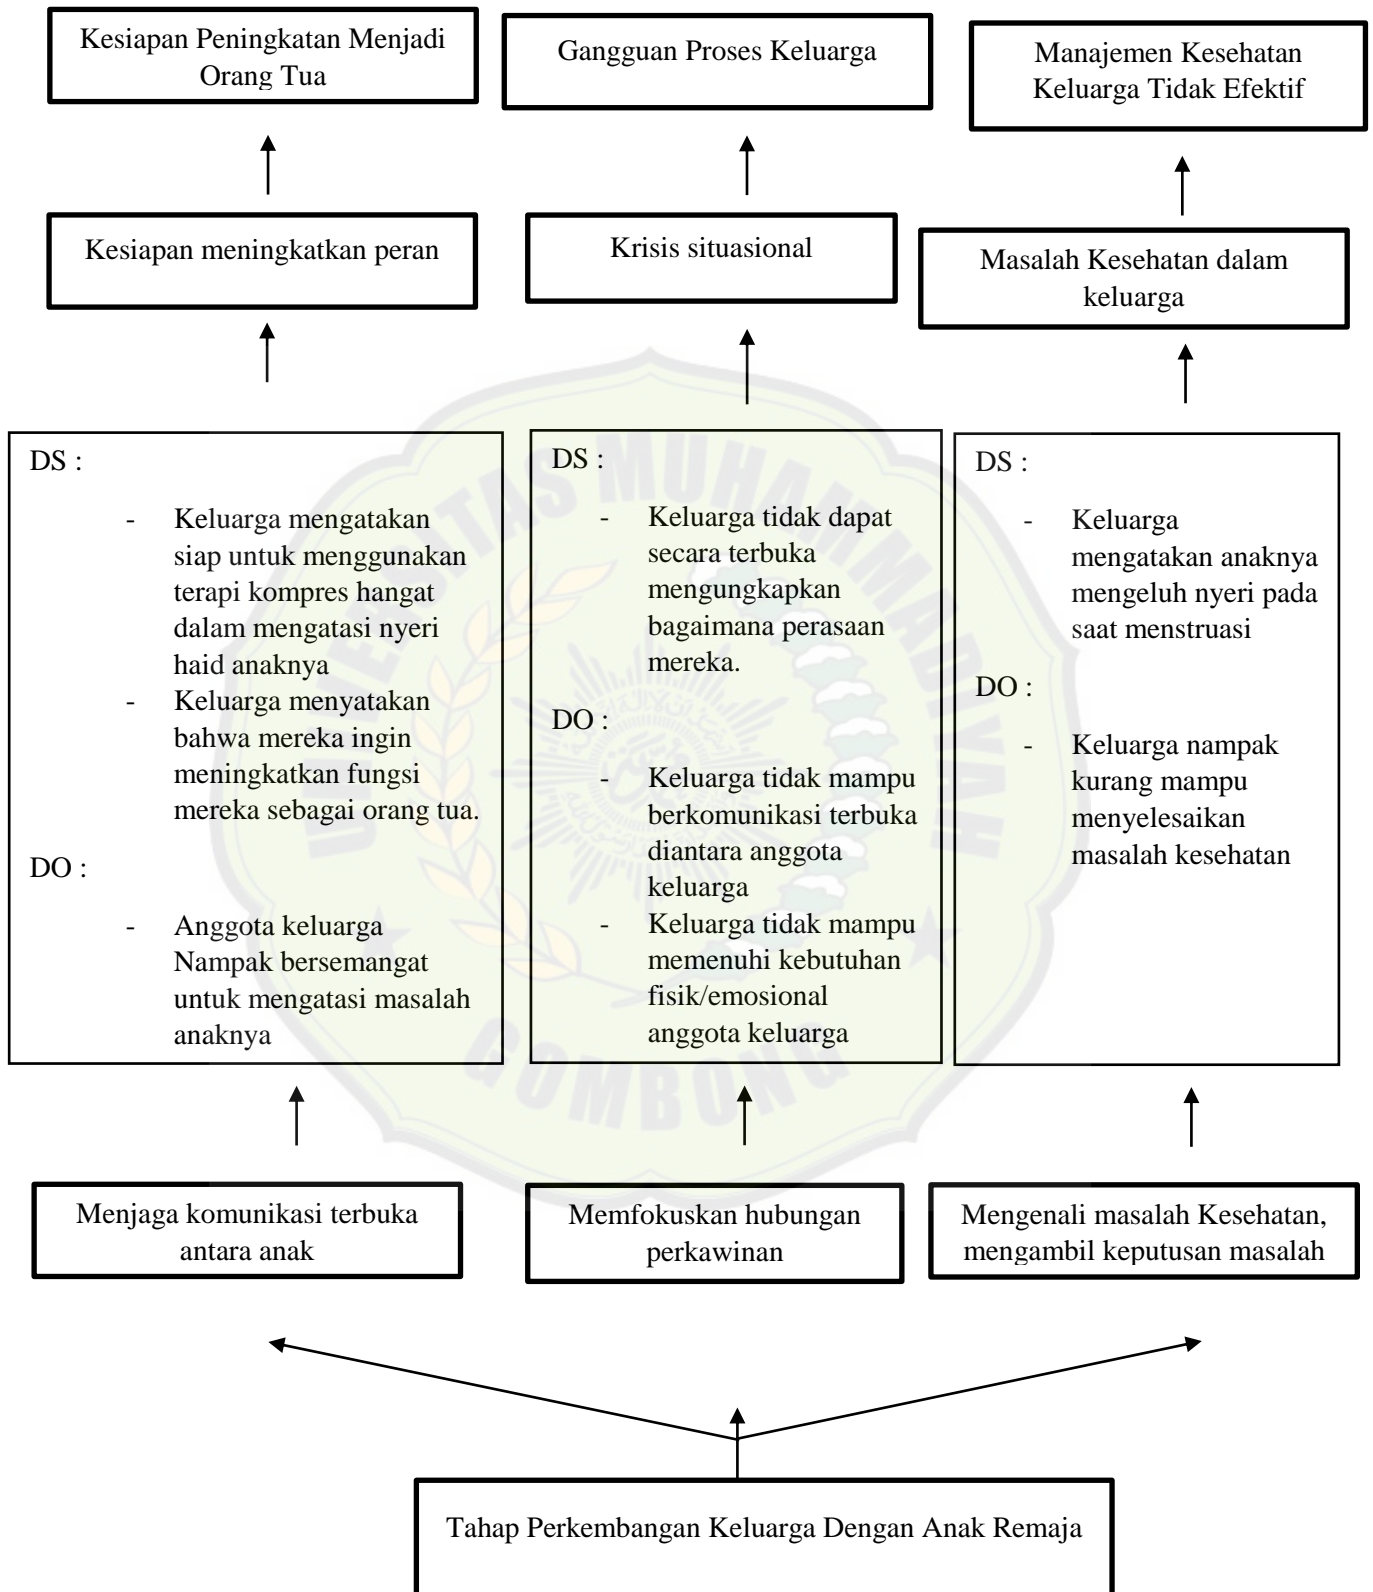 Kesiapan Peningkatan Menjadi
Orang Tua
Gangguan Proses Keluarga
Manajemen Kesehatan
Keluarga Tidak Efektif
Kesiapan meningkatkan peran
Krisis situasional
Masalah Kesehatan dalam
keluarga
DS :
- Keluarga mengatakan
siap untuk menggunakan
terapi kompres hangat
dalam mengatasi nyeri
haid anaknya
- Keluarga menyatakan
bahwa mereka ingin
meningkatkan fungsi
mereka sebagai orang tua.
DO :
- Anggota keluarga
Nampak bersemangat
untuk mengatasi masalah
anaknya
DS :
- Keluarga tidak dapat
secara terbuka
mengungkapkan
bagaimana perasaan
mereka.
DO :
- Keluarga tidak mampu
berkomunikasi terbuka
diantara anggota
keluarga
- Keluarga tidak mampu
memenuhi kebutuhan
fisik/emosional
anggota keluarga
DS :
- Keluarga
mengatakan anaknya
mengeluh nyeri pada
saat menstruasi
DO :
- Keluarga nampak
kurang mampu
menyelesaikan
masalah kesehatan
Menjaga komunikasi terbuka
antara anak
Memfokuskan hubungan
perkawinan
Mengenali masalah Kesehatan,
mengambil keputusan masalah
Tahap Perkembangan Keluarga Dengan Anak Remaja
UNIVERSITAS MUHAMMADIYAH
GOMBONG